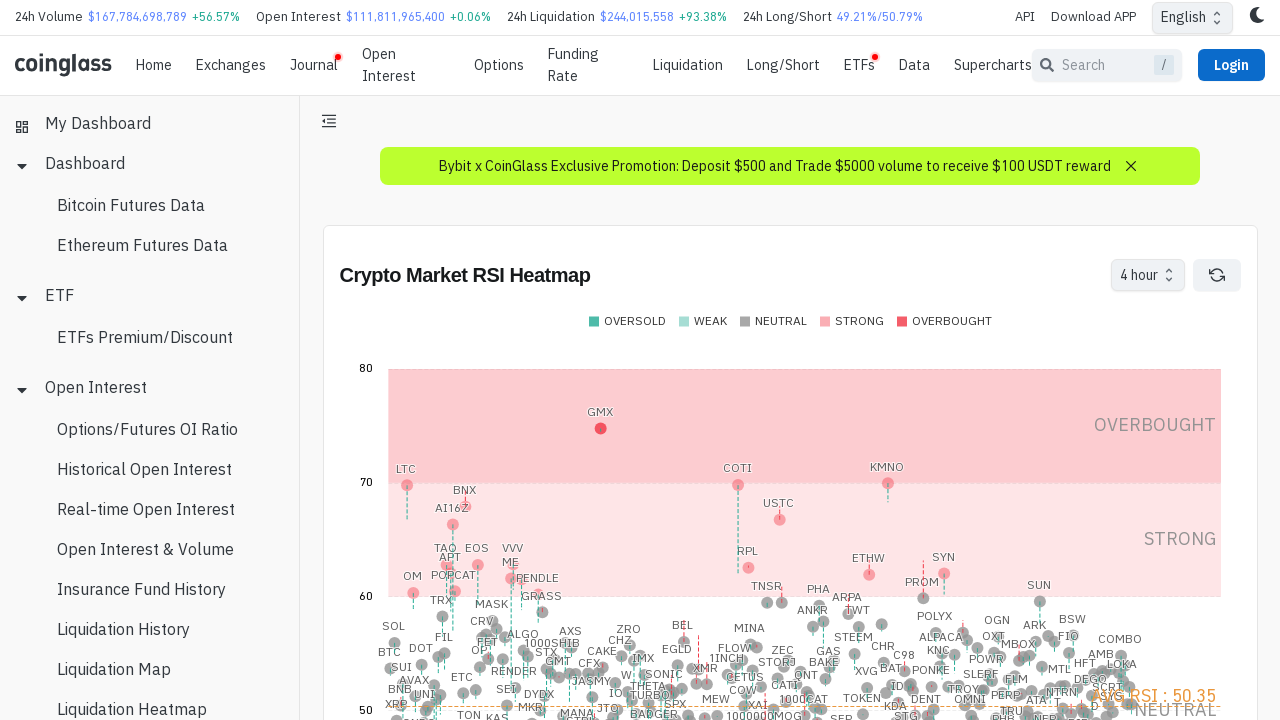 24h Volume $167,784,698,789 +56.57% Open Interest $111,811,965,400 +0.06% 24h Liquidation $244,015,558 +93.38% 24h Long/Short 49.21%/50.79% API Download APP English
coinglass Home Exchanges Journal Open Interest Options Funding Rate Liquidation Long/Short ETFs Data Supercharts Search / Login
My Dashboard
Dashboard
Bitcoin Futures Data
Ethereum Futures Data
ETF
ETFs Premium/Discount
Open Interest
Options/Futures OI Ratio
Historical Open Interest
Real-time Open Interest
Open Interest & Volume
Insurance Fund History
Liquidation History
Liquidation Map
Liquidation Heatmap
Bybit x CoinGlass Exclusive Promotion: Deposit $500 and Trade $5000 volume to receive $100 USDT reward
Crypto Market RSI Heatmap
4 hour
OVERSOLD WEAK NEUTRAL STRONG OVERBOUGHT
80
GMX
OVERBOUGHT
70
LTC COTI KMNO
BNX
AI16Z USTC
STRONG
TAO EOS VVV
APT ME RPL ETHW SYN
OM POPCAT PENDLE TNSR PROM SUN
60
TRX GRASS PHA ARPA
MASK ANKR TWT
SOL CRV BEL POLYX OGN BSW
FIL FET ALGO AXS ZRO MINA STEEM ALPACA OXT ARK FIO
BTC DOT OP STX 1000SHIB CHZ EGLD FLOW ZEC GAS CHR KNC MBOX COMBO
SUI GMT CAKE IMX 1INCH STORJ BAKE C98 POWR AMB
AVAX ETC RENDER CFX SONIC XMR CETUS QNT XVG BAT PONKE SLERF MTL HFT LOKA
BNB UNI SEI JASMY THETA COW CATI ID TROY FLM DEGO
XRP DYDX IO TURBO MEW 1000CAT TOKEN DENT OMNI PERP NTRN SCRT
AVG RSI : 50.35
50
TON KAS MKR MANA JTO SPX XAI KDA
BADGER STG TRU
NEUTRAL